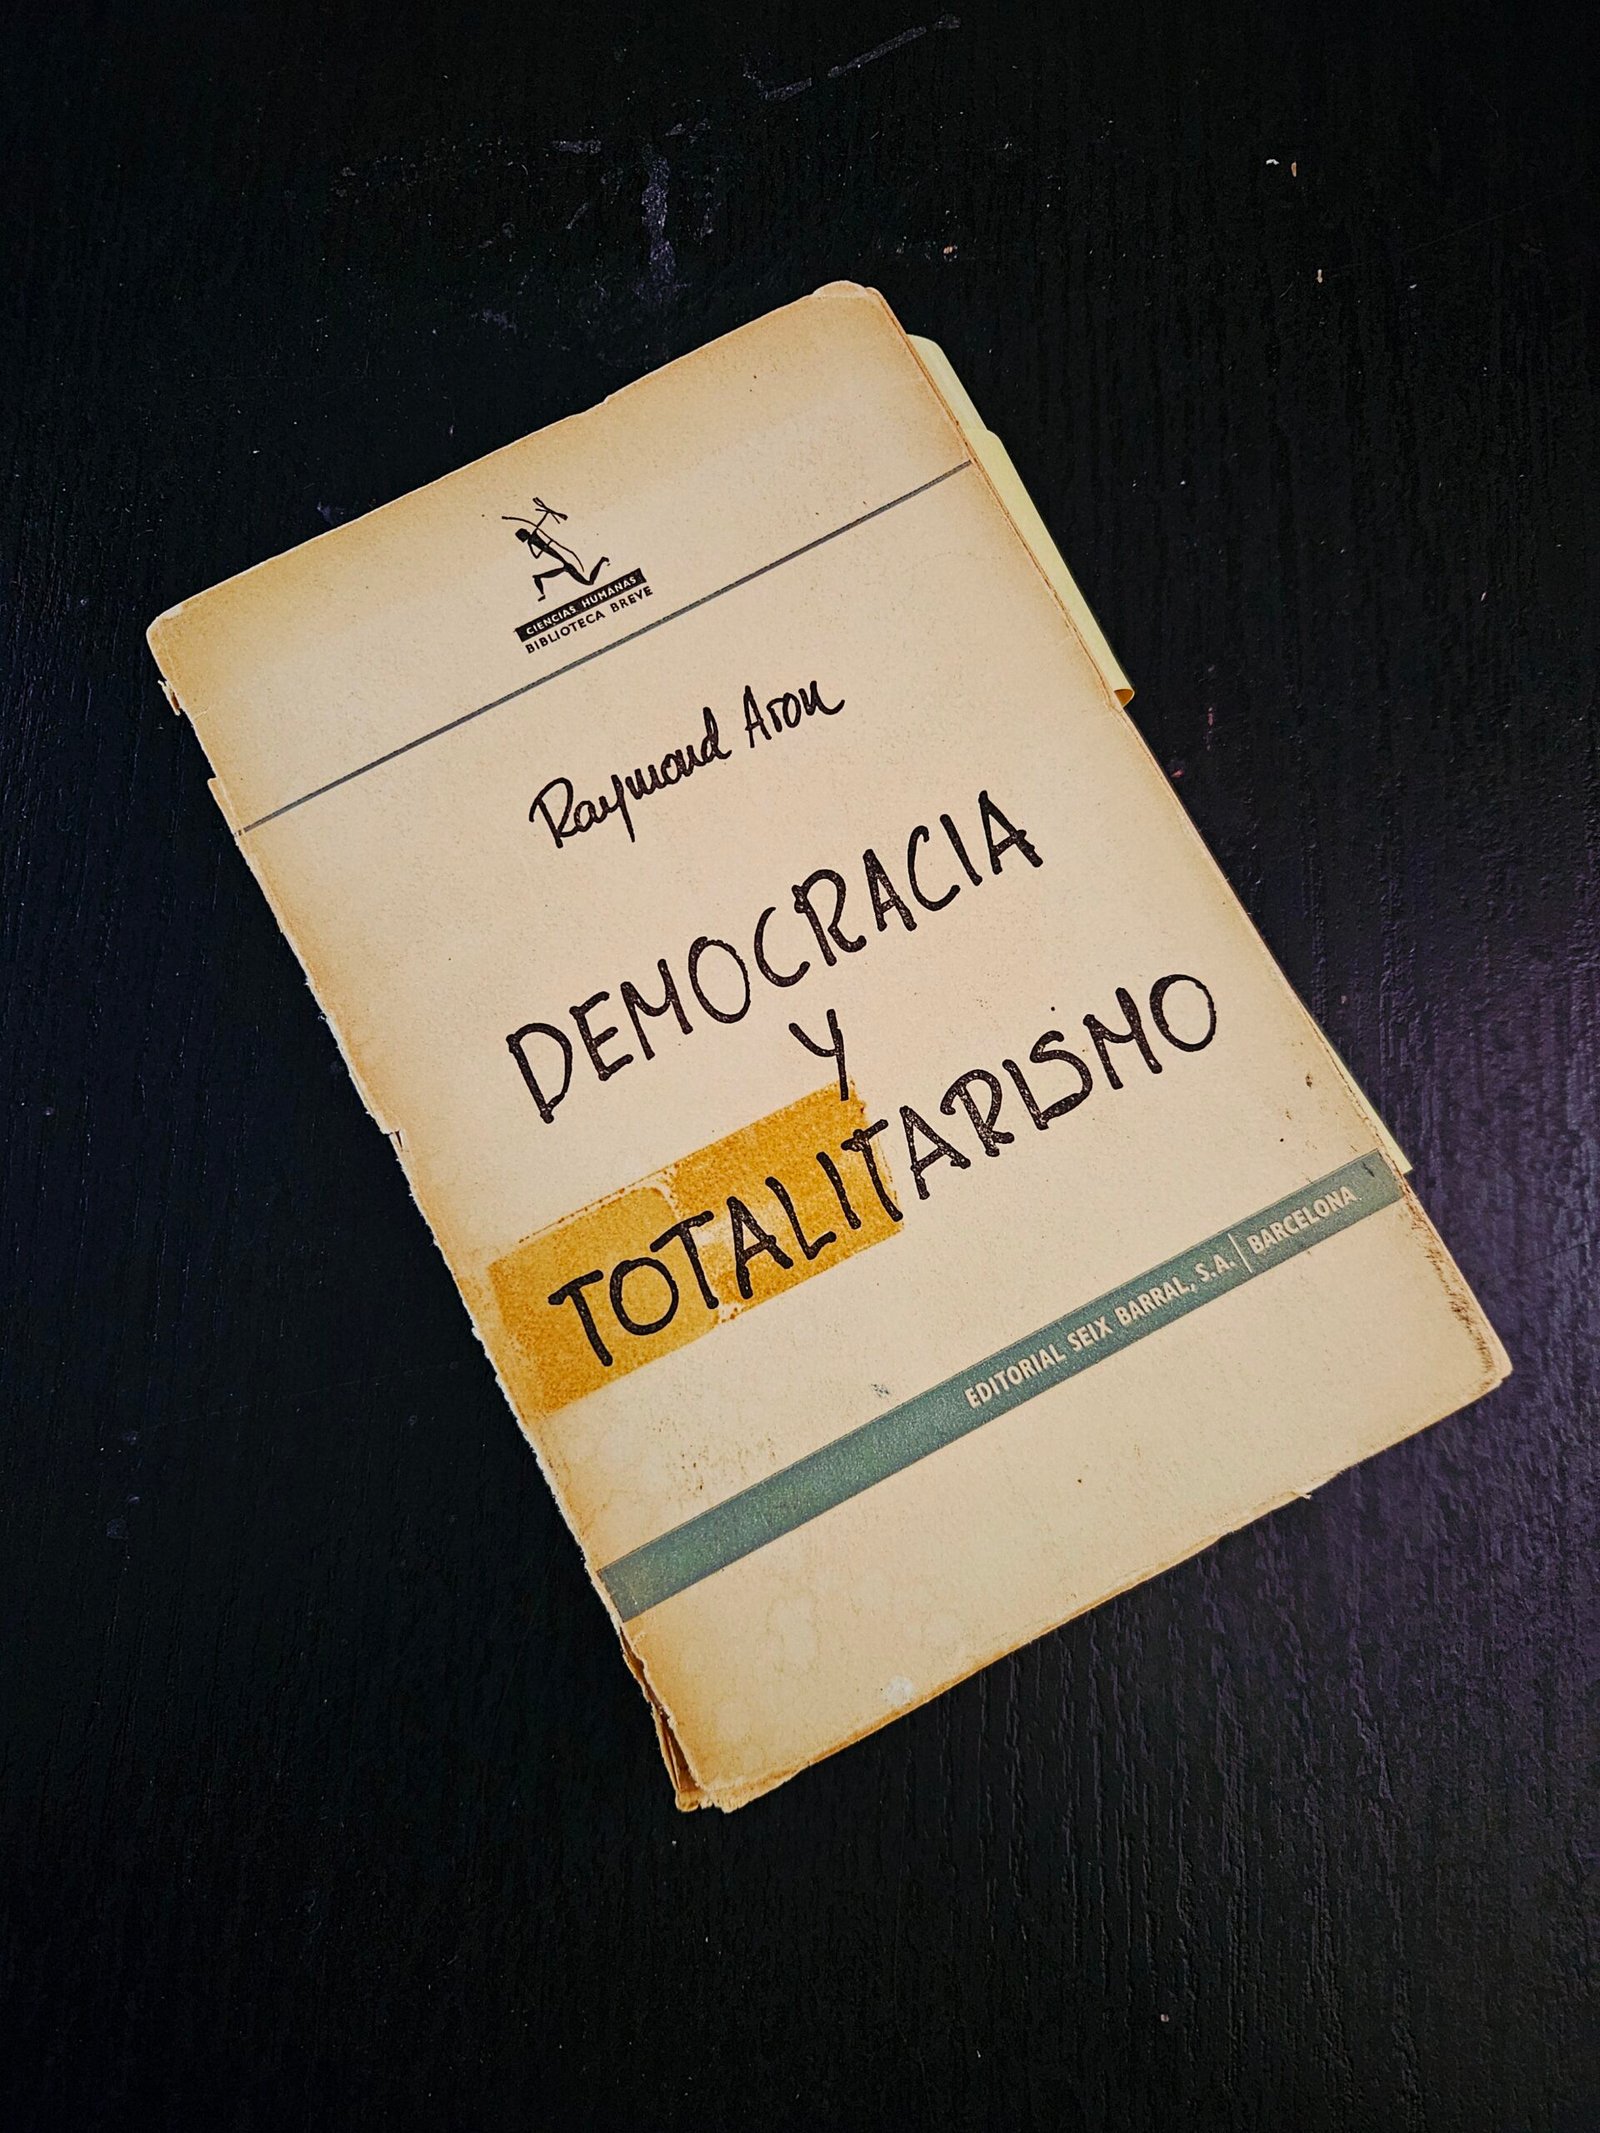 CIENCIAS HUMANAS
BIBLIOTECA BREVE
Raymond Aron
DEMOCRACIA
Y
TOTALITARISMO
EDITORIAL SEIX BARRAL, S.A. | BARCELONA